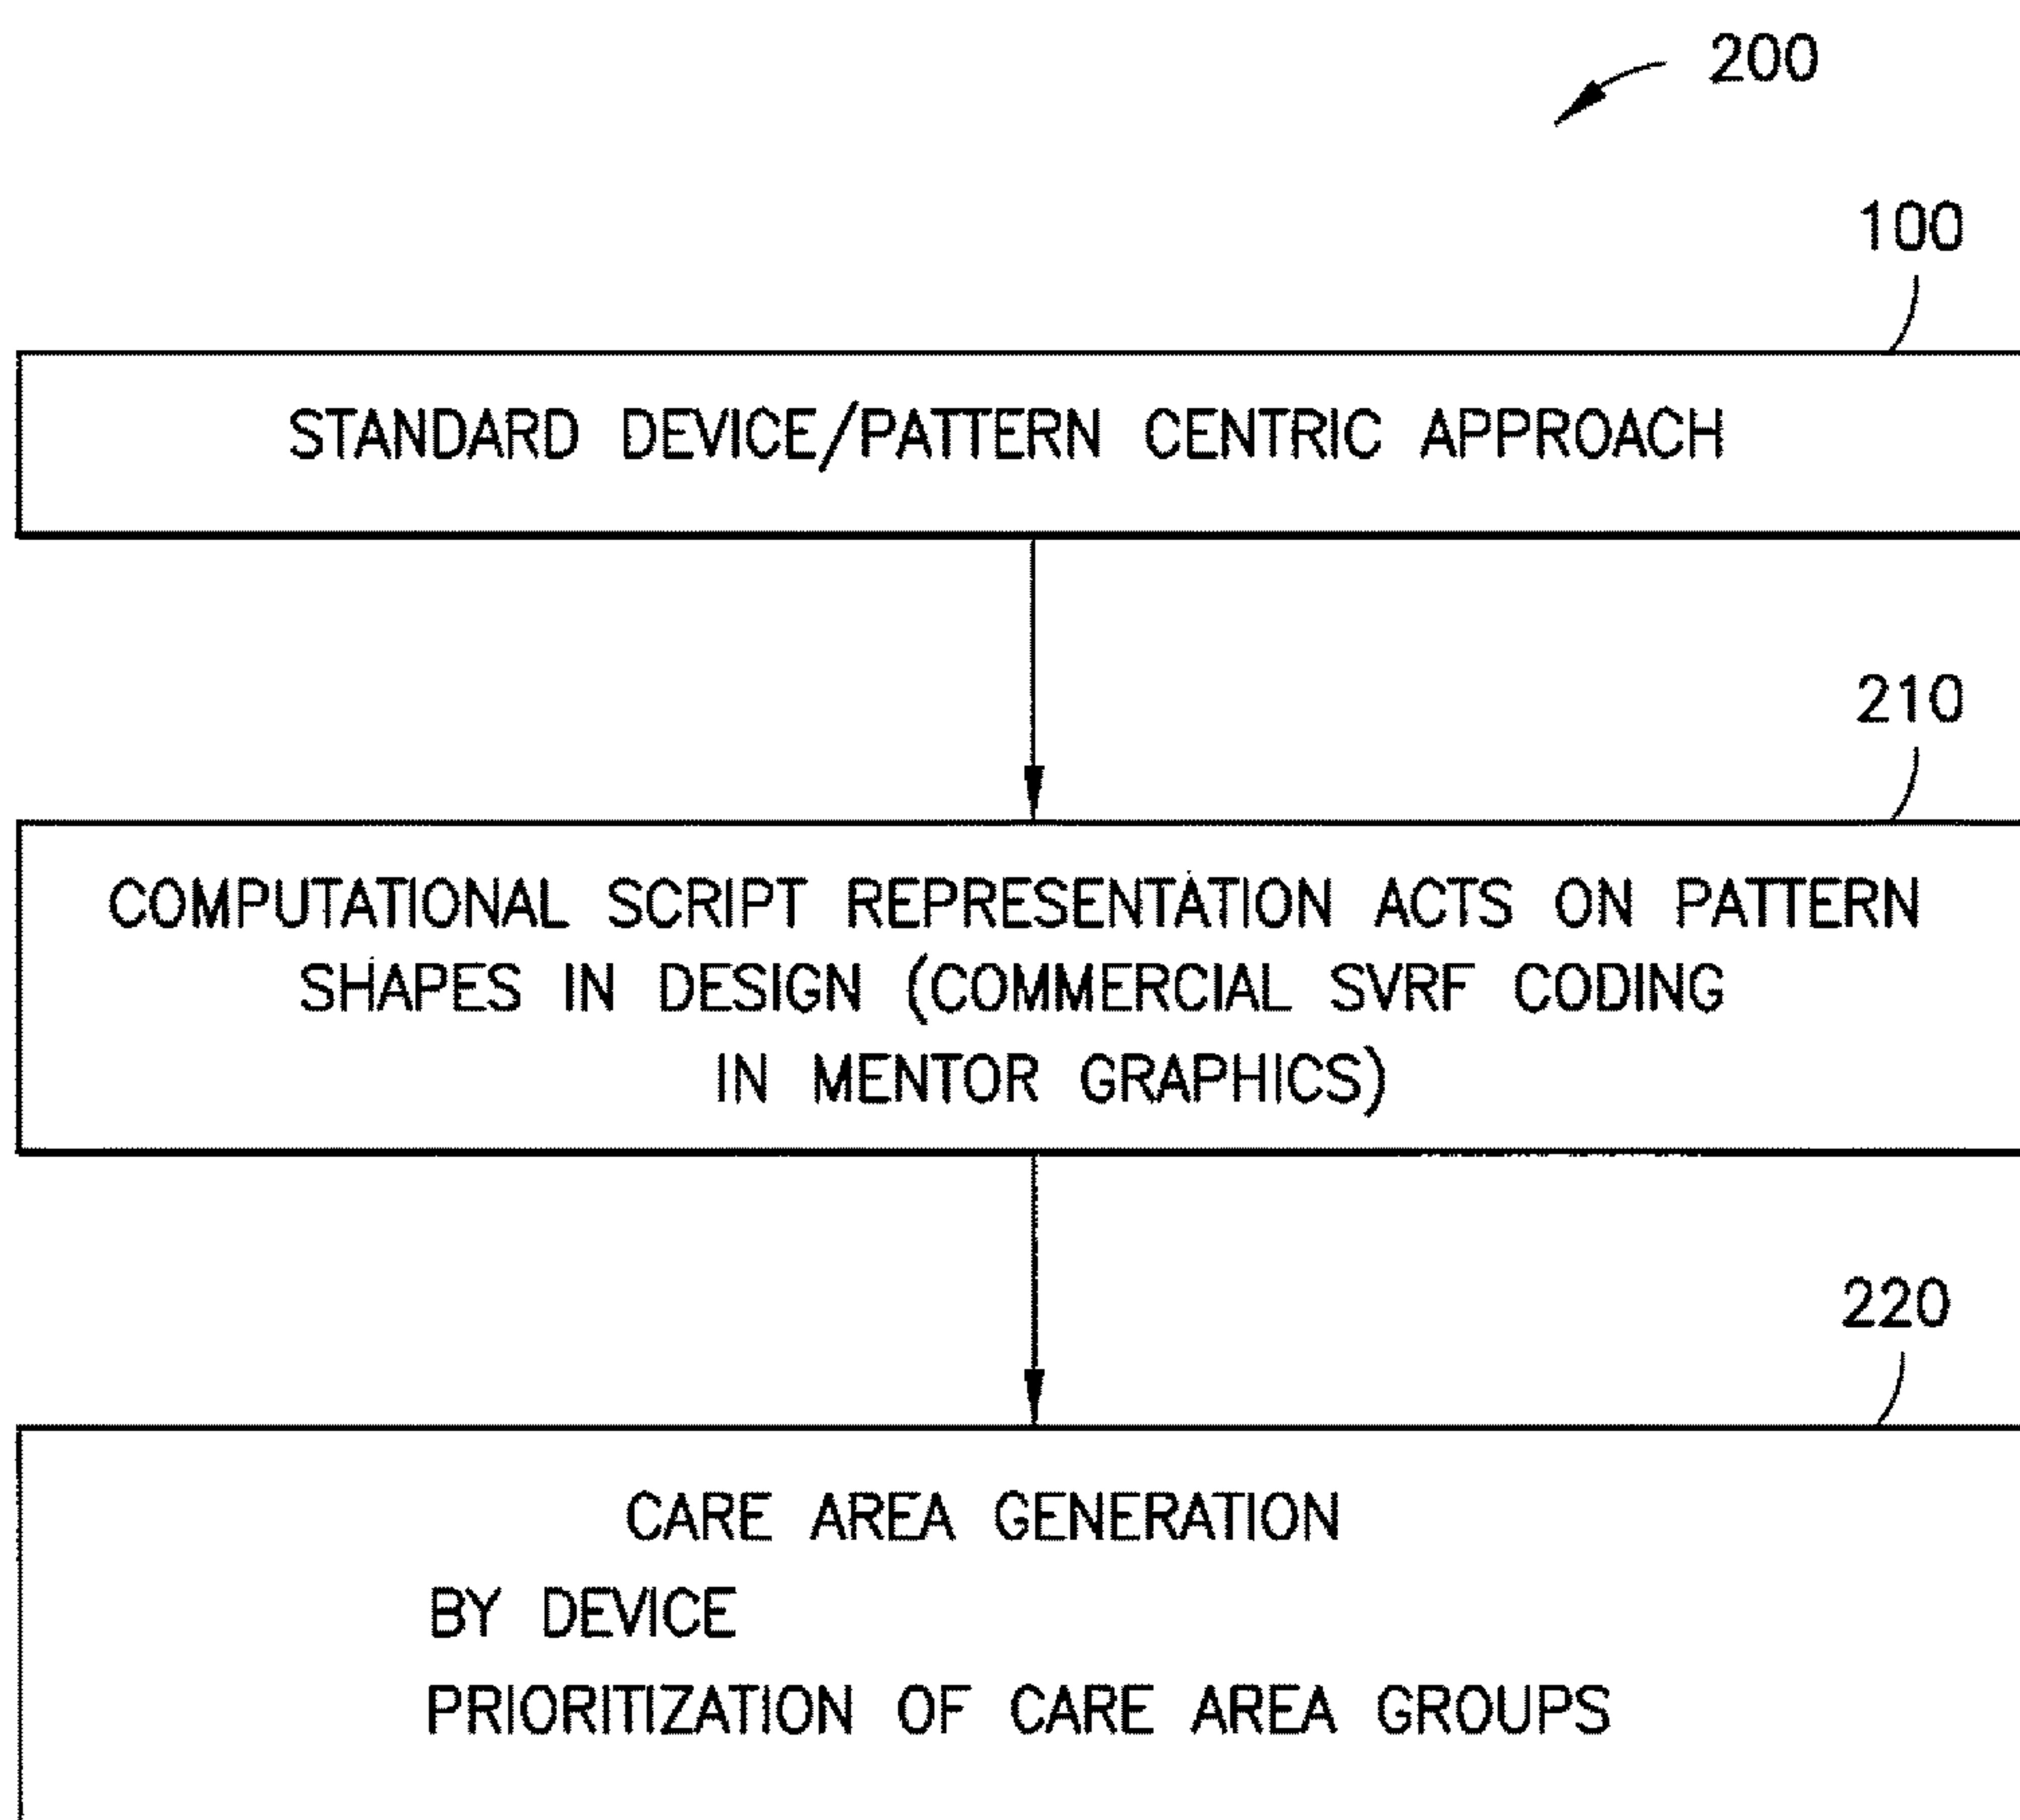 200
100
STANDARD DEVICE/PATTERN CENTRIC APPROACH
210
COMPUTATIONAL SCRIPT REPRESENTATION ACTS ON PATTERN
SHAPES IN DESIGN (COMMERCIAL SVRF CODING
IN MENTOR GRAPHICS)
220
CARE AREA GENERATION
BY DEVICE
PRIORITIZATION OF CARE AREA GROUPS